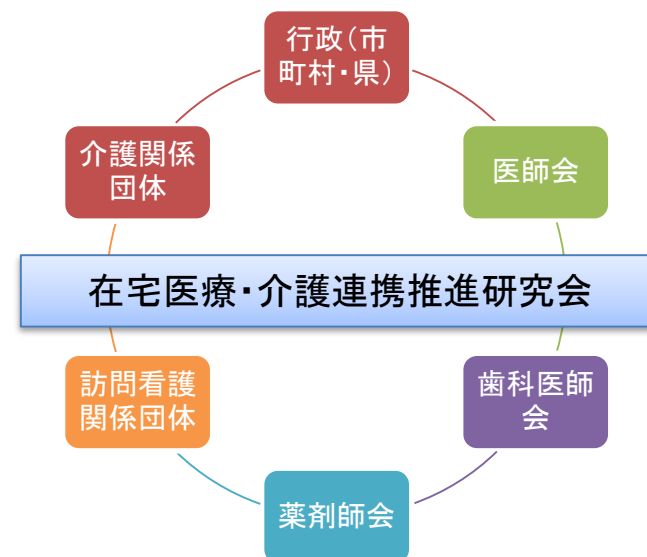 行政(市
町村・県)
介護関係
団体
医師会
在宅医療・介護連携推進研究会
訪問看護
関係団体
歯科医師
会
薬剤師会